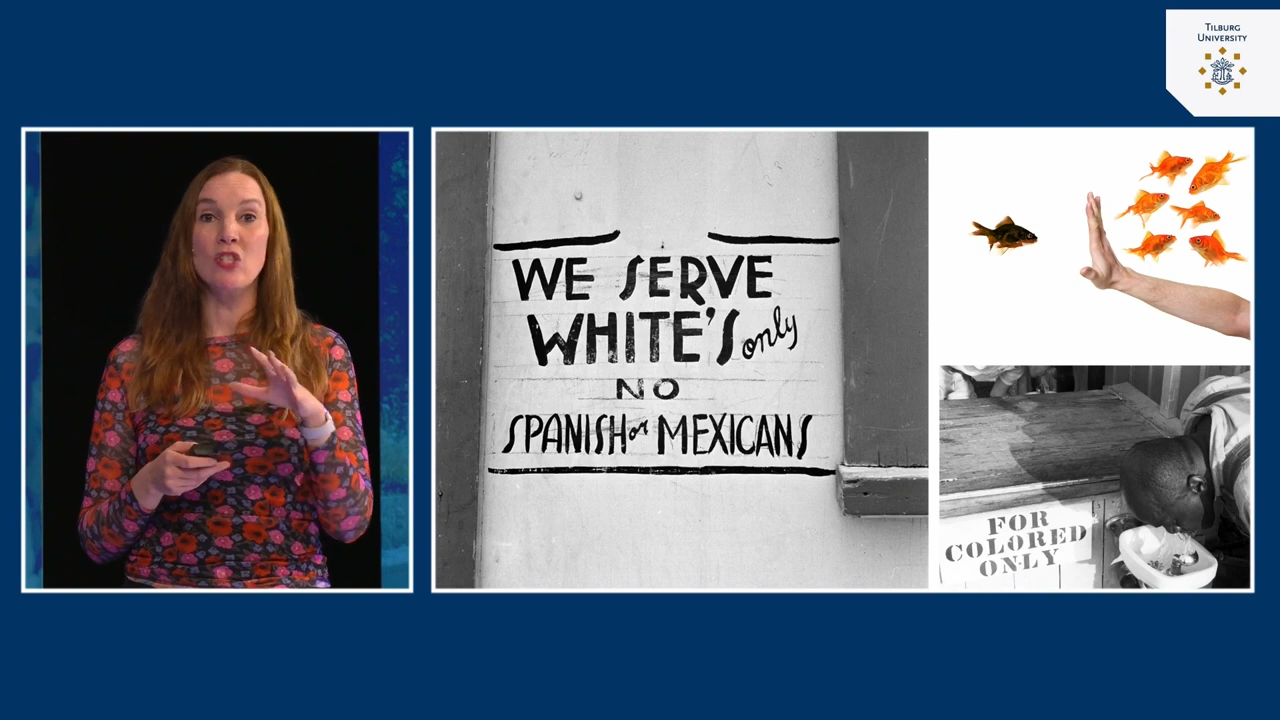 TILBURG
UNIVERSITY
WE SERVE
WHITE'S only
NO
SPANISH or MEXICANS
FOR
COLORED
ONLY